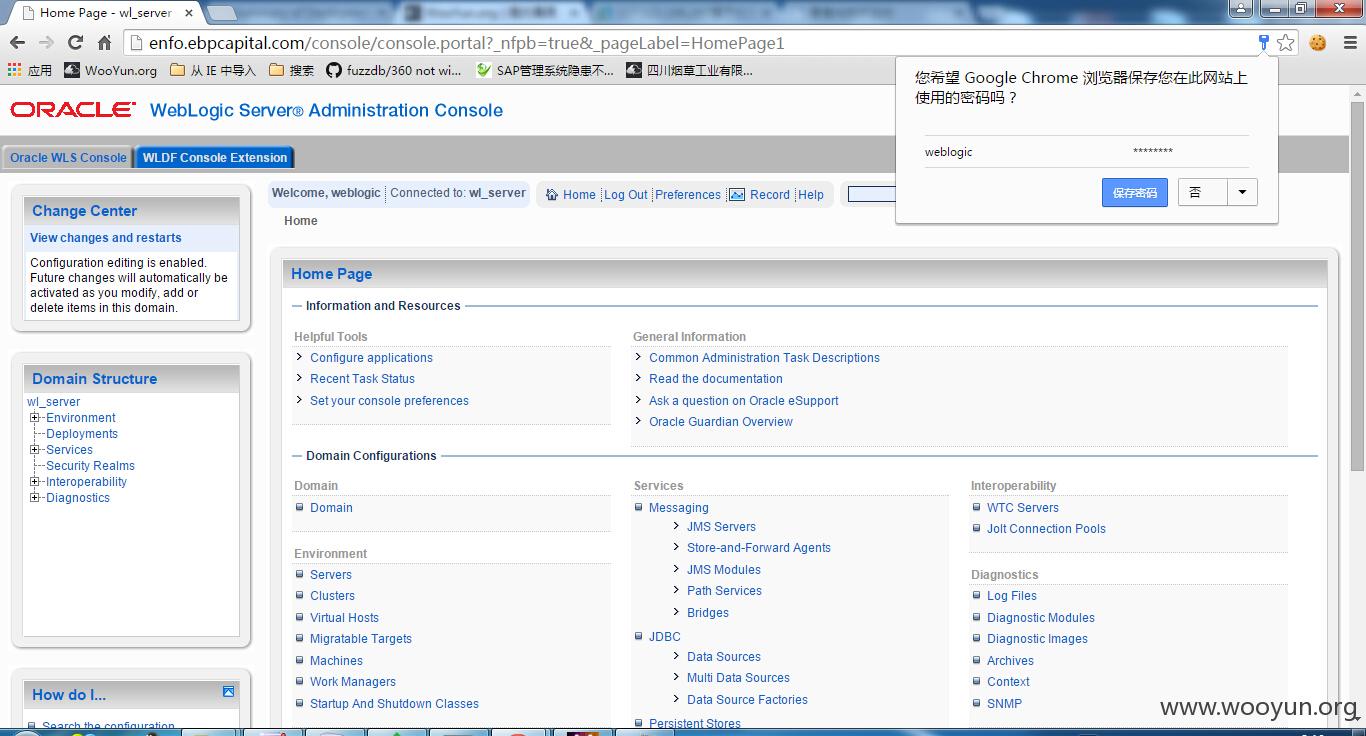 Home Page - wl_server
enfo.ebpcapital.com/console/console.portal?_nfpb=true&_pageLabel=HomePage1
应用 WooYun.org 从 IE 中导入 搜索 fuzzdb/360 not wi... SAP管理系统隐患不... 四川烟草工业有限...
您希望 Google Chrome 浏览器保存您在此网站上
使用的密码吗？
weblogic ********
保存密码 否
ORACLE WebLogic Server® Administration Console
Oracle WLS Console WLDF Console Extension
Change Center
View changes and restarts
Configuration editing is enabled.
Future changes will automatically be
activated as you modify, add or
delete items in this domain.
Domain Structure
wl_server
Environment
Deployments
Services
Security Realms
Interoperability
Diagnostics
How do I...
Search the configuration
Welcome, weblogic Connected to: wl_server
Home Log Out Preferences Record Help
Home
Home Page
Information and Resources
Helpful Tools
Configure applications
Recent Task Status
Set your console preferences
General Information
Common Administration Task Descriptions
Read the documentation
Ask a question on Oracle eSupport
Oracle Guardian Overview
Domain Configurations
Domain
Domain
Environment
Servers
Clusters
Virtual Hosts
Migratable Targets
Machines
Work Managers
Startup And Shutdown Classes
Services
Messaging
JMS Servers
Store-and-Forward Agents
JMS Modules
Path Services
Bridges
JDBC
Data Sources
Multi Data Sources
Data Source Factories
Persistent Stores
Interoperability
WTC Servers
Jolt Connection Pools
Diagnostics
Log Files
Diagnostic Modules
Diagnostic Images
Archives
Context
SNMP
www.wooyun.org